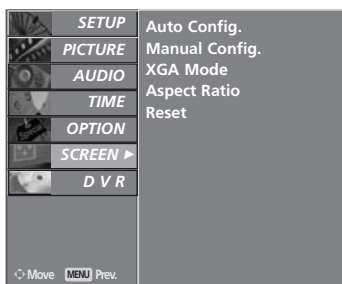 SETUP
PICTURE
AUDIO
TIME
OPTION
SCREEN ►
D V R
Auto Config.
Manual Config.
XGA Mode
Aspect Ratio
Reset
Move MENU Prev.